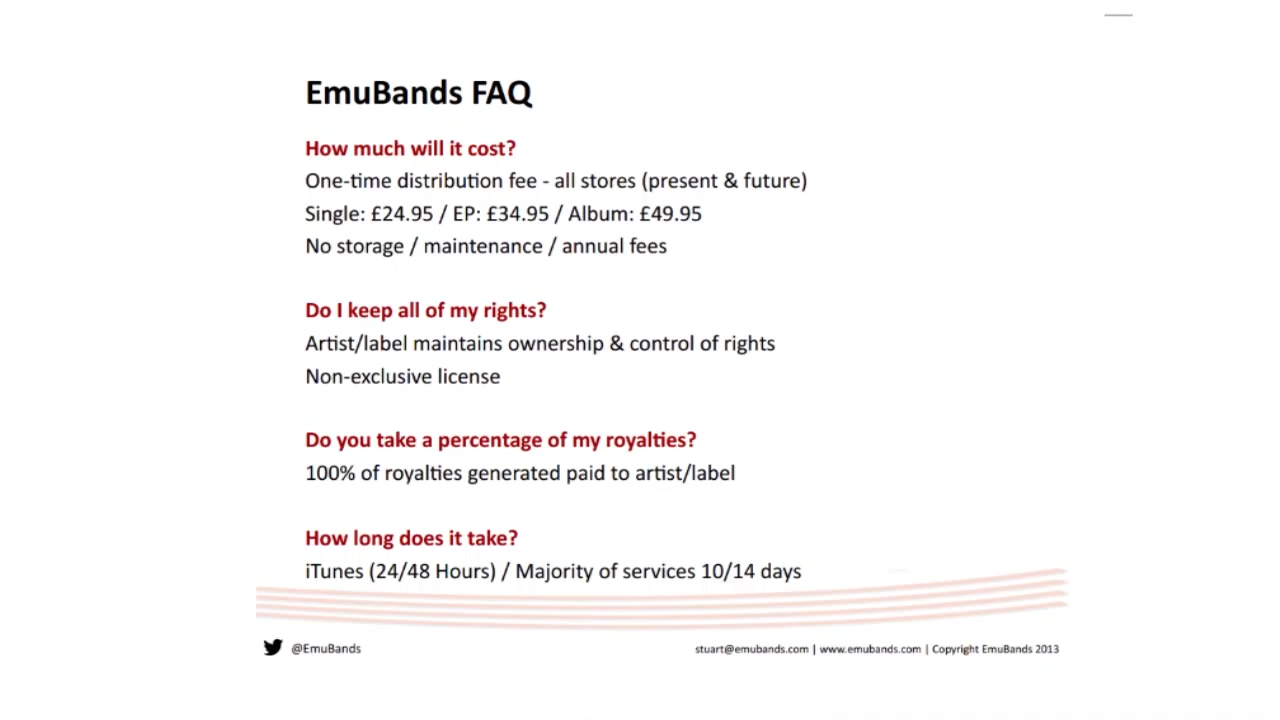 EmuBands FAQ
How much will it cost?
One-time distribution fee - all stores (present & future)
Single: £24.95 / EP: £34.95 / Album: £49.95
No storage / maintenance / annual fees
Do I keep all of my rights?
Artist/label maintains ownership & control of rights
Non-exclusive license
Do you take a percentage of my royalties?
100% of royalties generated paid to artist/label
How long does it take?
iTunes (24/48 Hours) / Majority of services 10/14 days
@EmuBands
stuart@emubands.com | www.emubands.com | Copyright EmuBands 2013